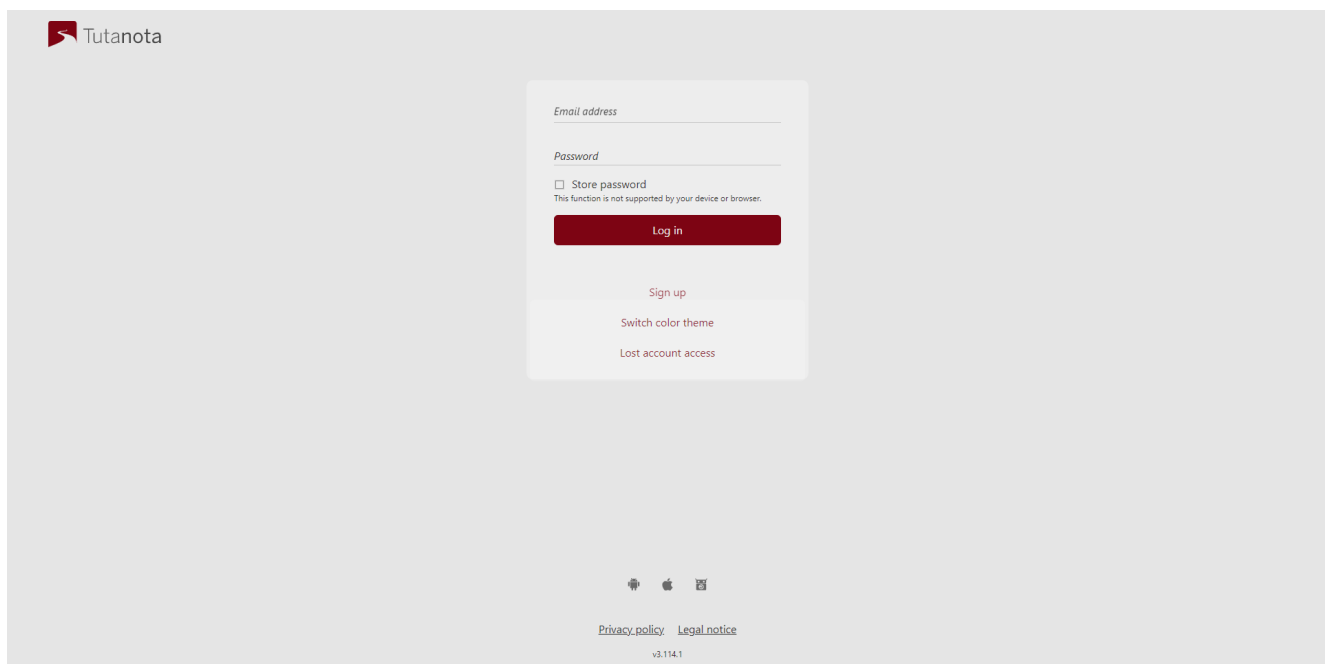 Tutanota
Email address
Password
Store password
This function is not supported by your device or browser.
Log in
Sign up
Switch color theme
Lost account access
Privacy policy Legal notice
v3.114.1